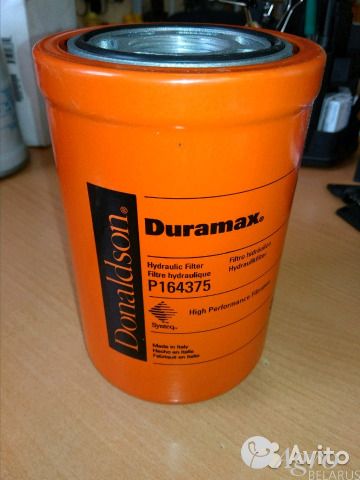 Donaldson®
Duramax®
Hydraulic Filter
Filtre hydraulique
P164375
Filtro hidráulico
Hydraulikfilter
High Performance
Synteq™
Made in Italy
Hecho en Italia
Fabriqué en Italie
Avito
BELARUS